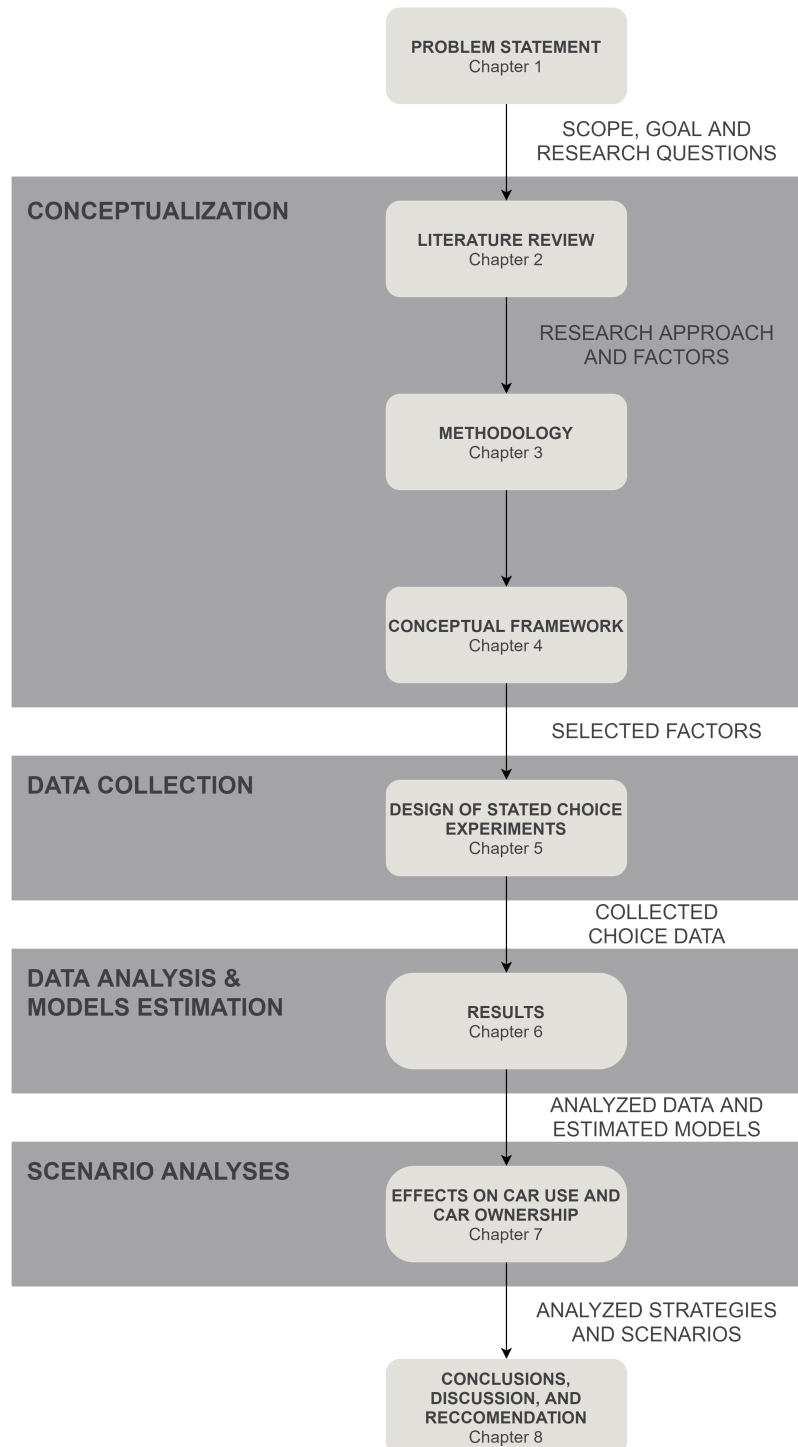 PROBLEM STATEMENT
Chapter 1
SCOPE, GOAL AND
RESEARCH QUESTIONS
CONCEPTUALIZATION
LITERATURE REVIEW
Chapter 2
RESEARCH APPROACH
AND FACTORS
METHODOLOGY
Chapter 3
CONCEPTUAL FRAMEWORK
Chapter 4
SELECTED FACTORS
DATA COLLECTION
DESIGN OF STATED CHOICE
EXPERIMENTS
Chapter 5
COLLECTED
CHOICE DATA
DATA ANALYSIS &
MODELS ESTIMATION
RESULTS
Chapter 6
ANALYZED DATA AND
ESTIMATED MODELS
SCENARIO ANALYSES
EFFECTS ON CAR USE AND
CAR OWNERSHIP
Chapter 7
ANALYZED STRATEGIES
AND SCENARIOS
CONCLUSIONS,
DISCUSSION, AND
RECCOMENDATION
Chapter 8